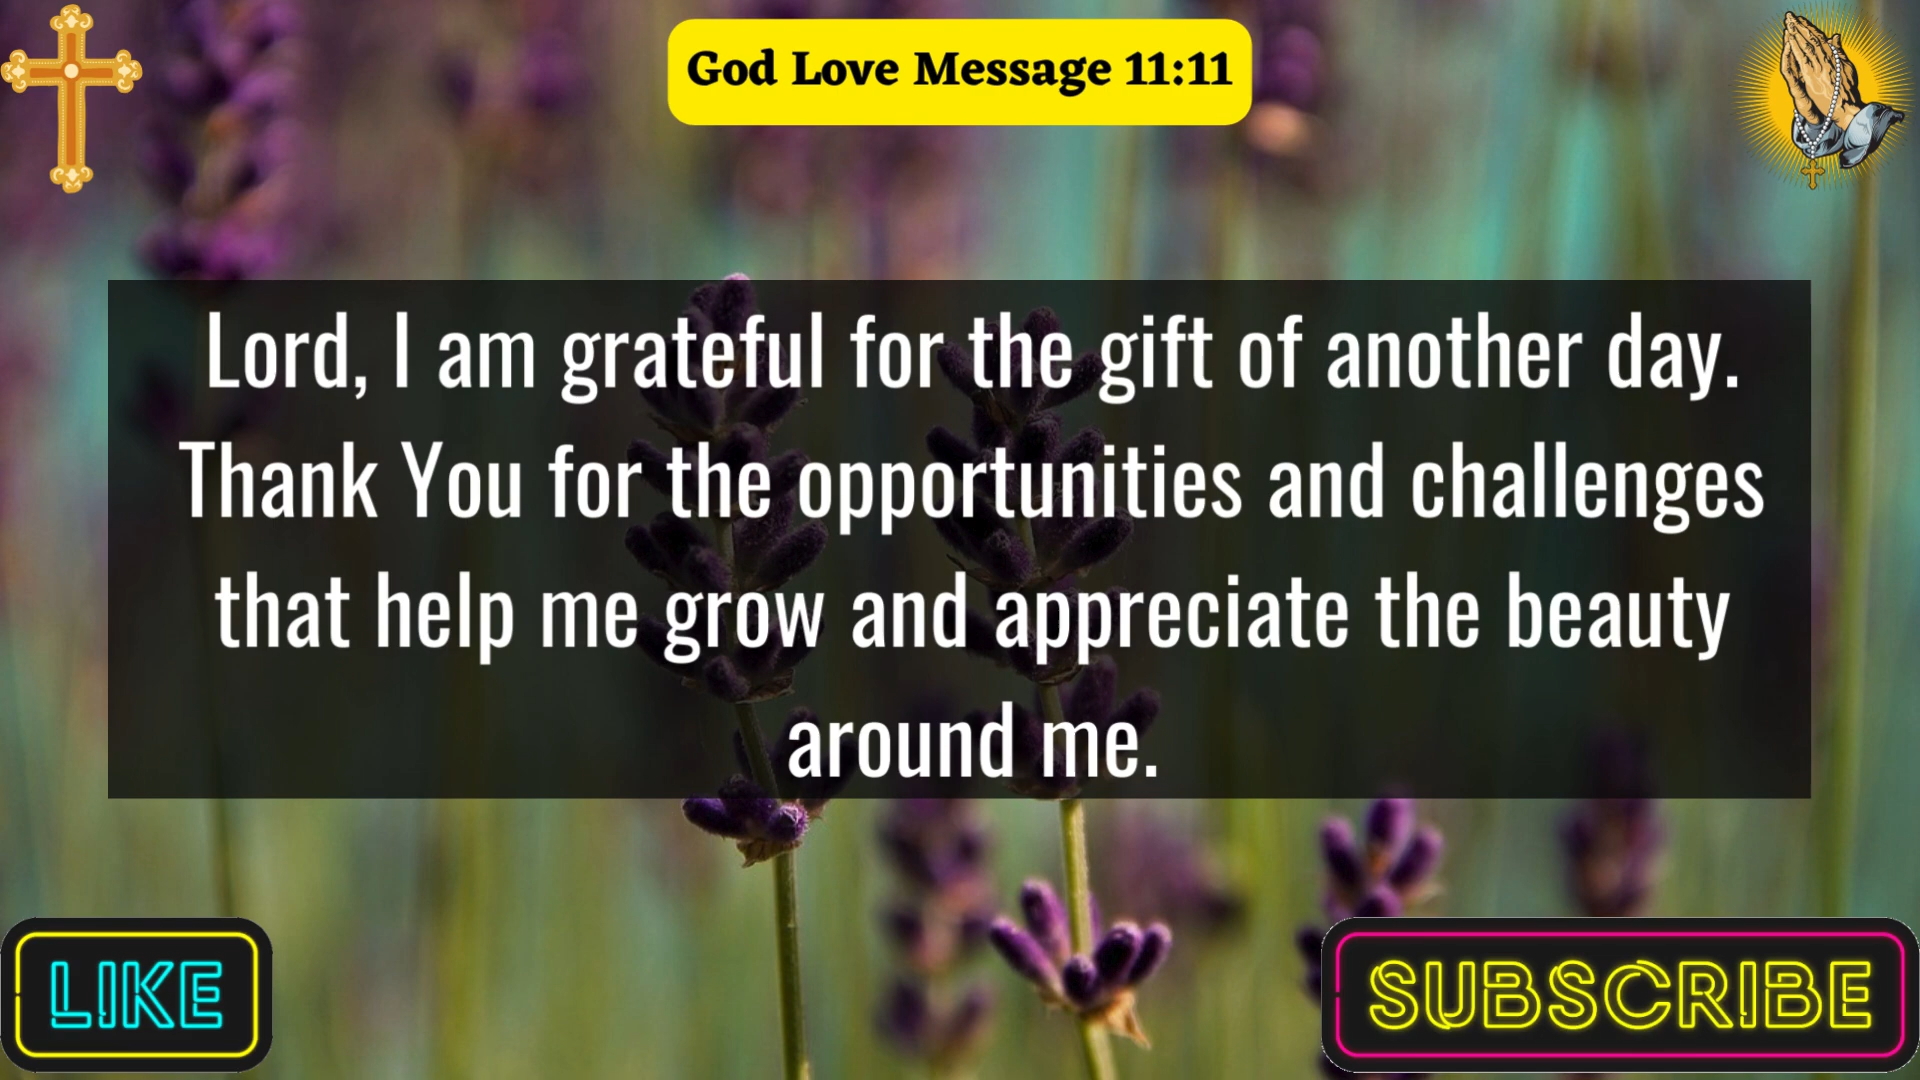 God Love Message 11:11
Lord, I am grateful for the gift of another day.
Thank You for the opportunities and challenges
that help me grow and appreciate the beauty
around me.
LIKE
SUBSCRIBE